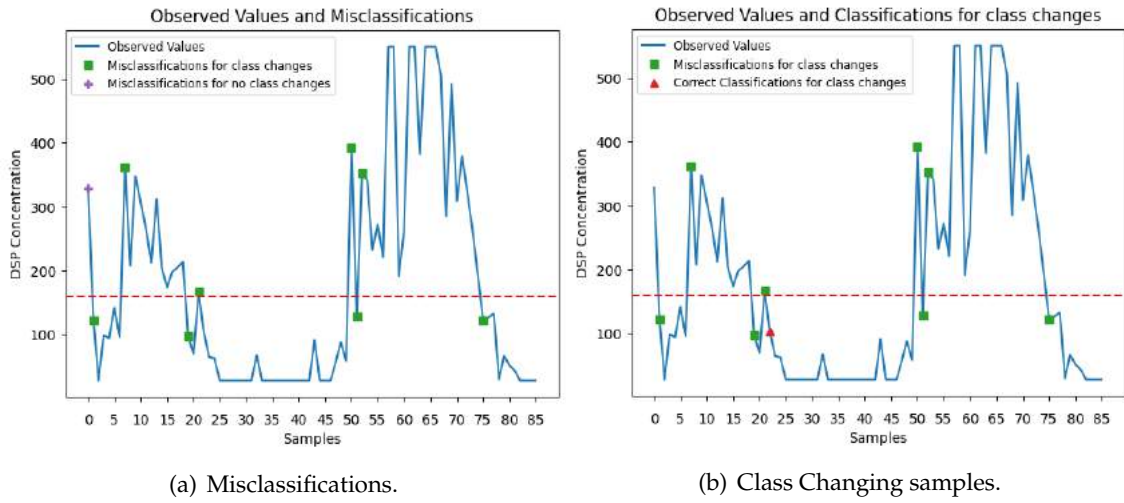 Observed Values and Misclassifications
Observed Values
Misclassifications for class changes
Misclassifications for no class changes
500
400
300
200
100
DSP Concentration
0 5 10 15 20 25 30 35 40 45 50 55 60 65 70 75 80 85
Samples
(a) Misclassifications.
Observed Values and Classifications for class changes
Observed Values
Misclassifications for class changes
Correct Classifications for class changes
500
400
300
200
100
DSP Concentration
0 5 10 15 20 25 30 35 40 45 50 55 60 65 70 75 80 85
Samples
(b) Class Changing samples.